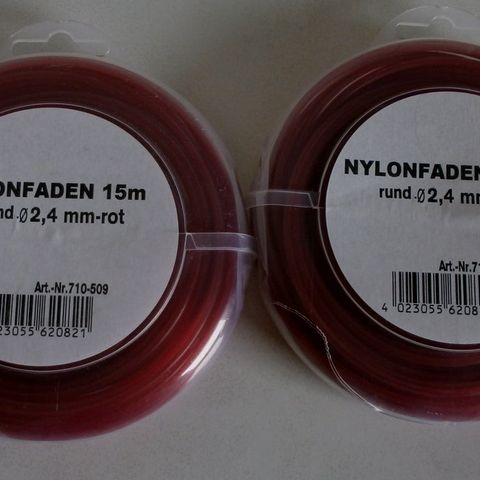 ONFADEN 15m
nd ø2,4 mm-rot
Art.-Nr.710-509
23055 620821
NYLONFADEN
rund ø2,4 mm
Art.-Nr.71
4 023055 6208